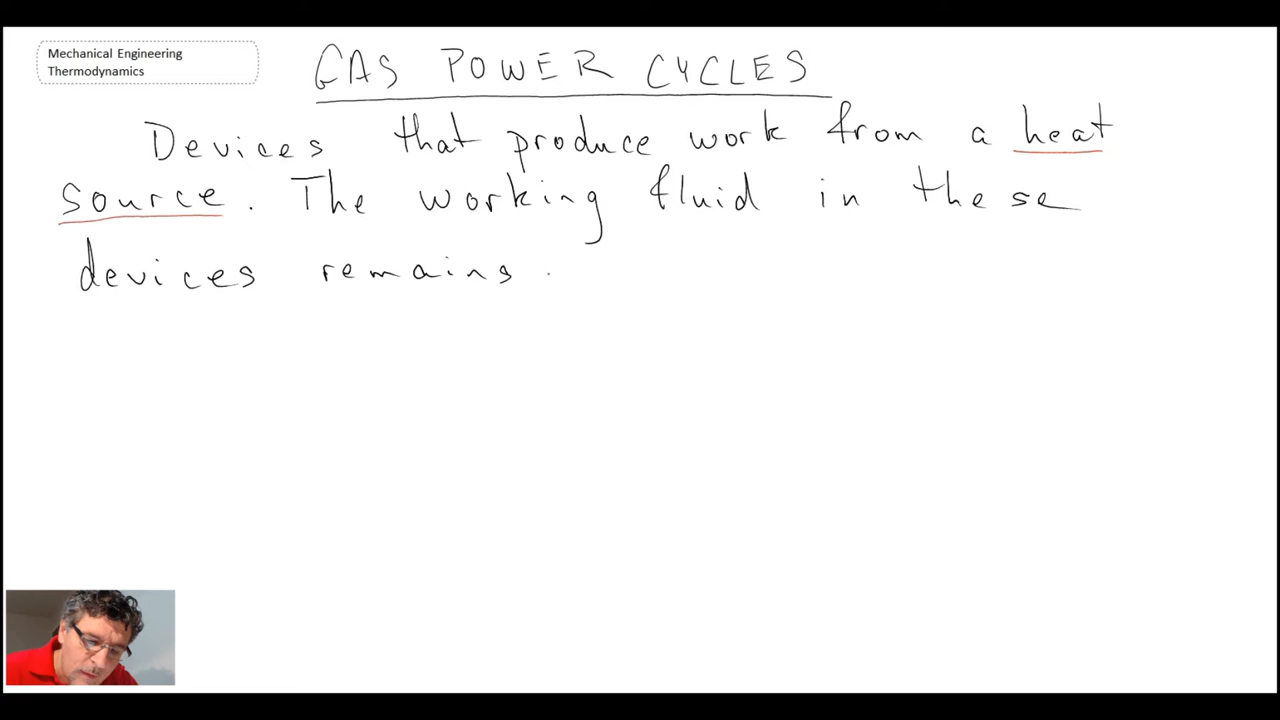 Mechanical Engineering
Thermodynamics
GAS POWER CYCLES
Devices that produce work from a heat
source. The working fluid in these
devices remains